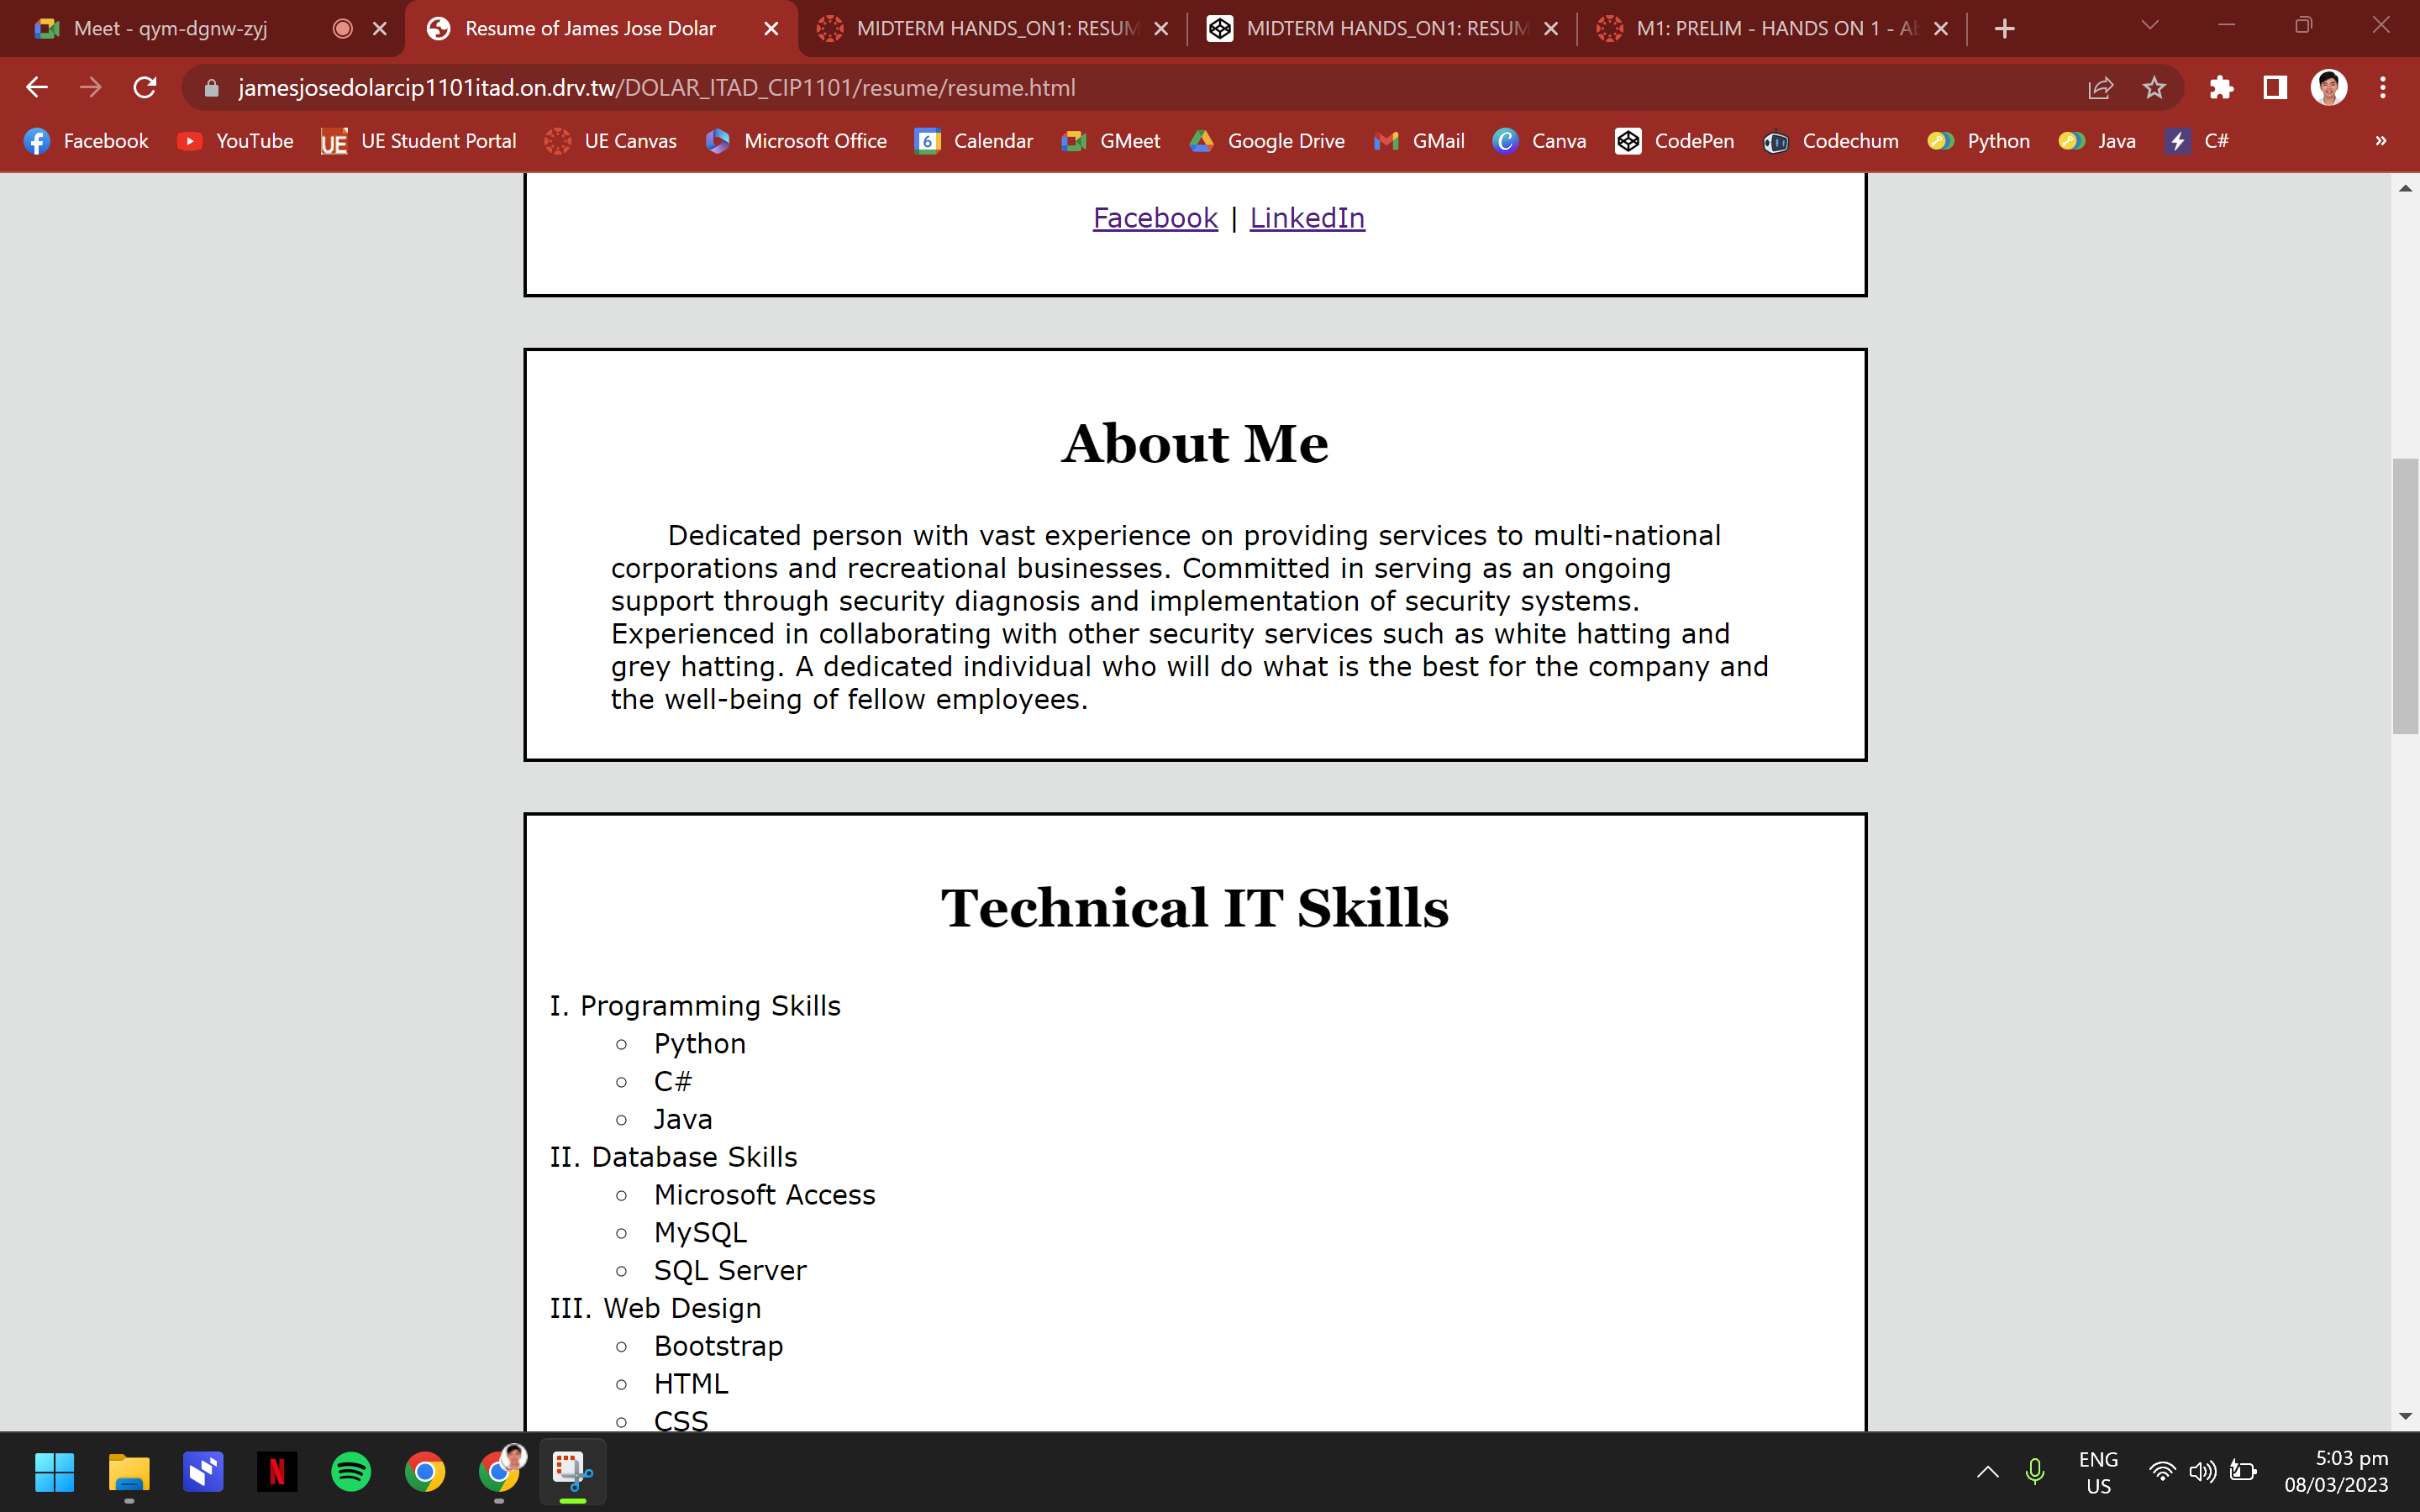 Meet - qym-dgnw-zyj
Resume of James Jose Dolar
MIDTERM HANDS_ON1: RESUM
MIDTERM HANDS_ON1: RESUM
M1: PRELIM - HANDS ON 1 - Al
jamesjosedolarcip1101itad.on.drv.tw/DOLAR_ITAD_CIP1101/resume/resume.html
Facebook YouTube UE UE Student Portal UE Canvas Microsoft Office 6 Calendar GMeet Google Drive GMail Canva CodePen Codechum Python Java C# »
Facebook | LinkedIn
About Me
Dedicated person with vast experience on providing services to multi-national
corporations and recreational businesses. Committed in serving as an ongoing
support through security diagnosis and implementation of security systems.
Experienced in collaborating with other security services such as white hatting and
grey hatting. A dedicated individual who will do what is the best for the company and
the well-being of fellow employees.
Technical IT Skills
I. Programming Skills
Python
C#
Java
II. Database Skills
Microsoft Access
MySQL
SQL Server
III. Web Design
Bootstrap
HTML
CSS
N
ENG
US
5:03 pm
08/03/2023